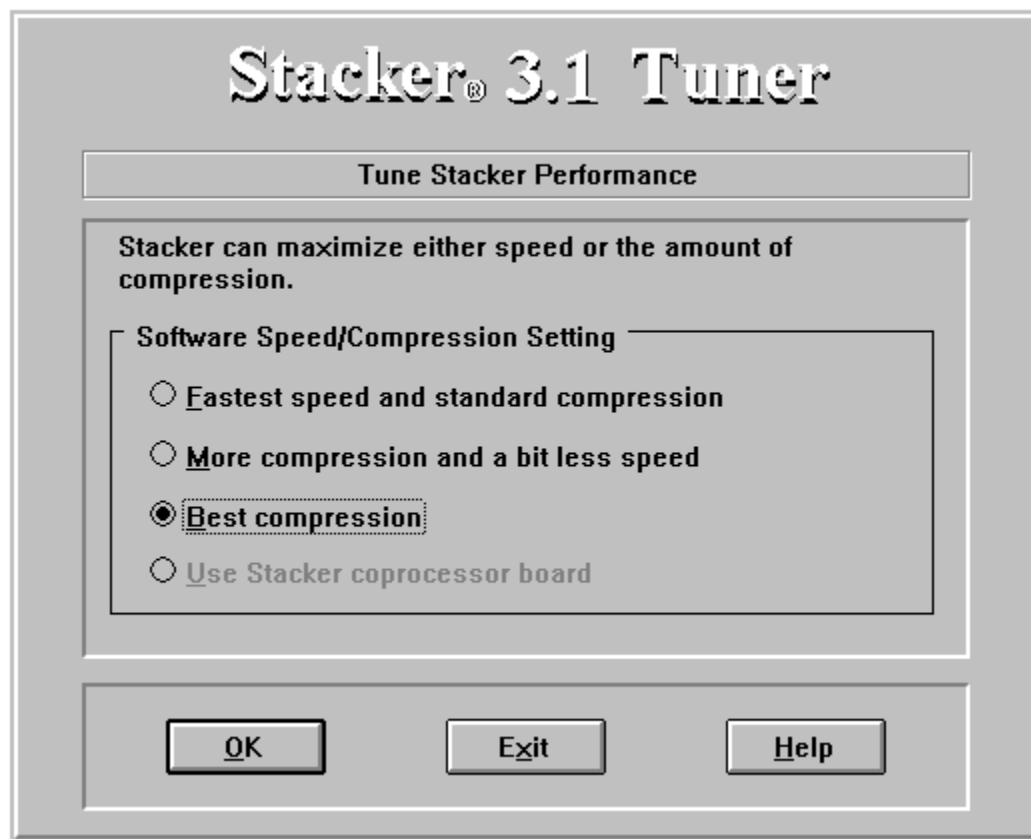 Stacker® 3.1 Tuner
Tune Stacker Performance
Stacker can maximize either speed or the amount of
compression.
Software Speed/Compression Setting
Fastest speed and standard compression
More compression and a bit less speed
Best compression
Use Stacker coprocessor board
OK
Exit
Help